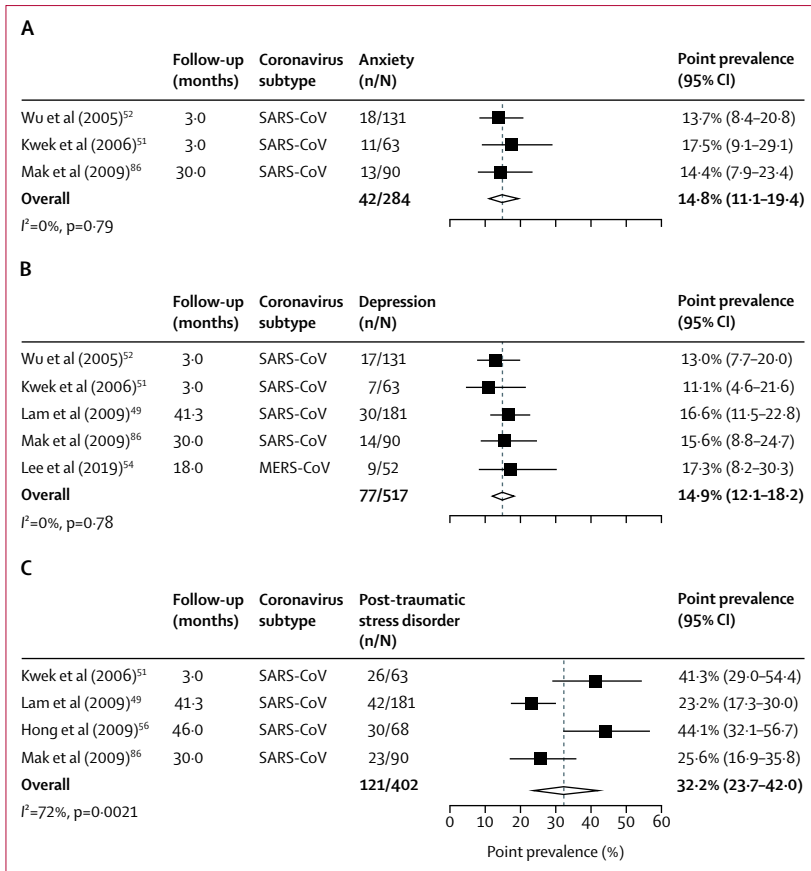 A
Follow-up Coronavirus Anxiety Point prevalence
(months) subtype (n/N) (95% CI)
Wu et al (2005)⁵² 3·0 SARS-CoV 18/131 13·7% (8·4–20·8)
Kwek et al (2006)⁵¹ 3·0 SARS-CoV 11/63 17·5% (9·1–29·1)
Mak et al (2009)⁸⁶ 30·0 SARS-CoV 13/90 14·4% (7·9–23·4)
Overall 42/284 14·8% (11·1–19·4)
I²=0%, p=0·79
B
Follow-up Coronavirus Depression Point prevalence
(months) subtype (n/N) (95% CI)
Wu et al (2005)⁵² 3·0 SARS-CoV 17/131 13·0% (7·7–20·0)
Kwek et al (2006)⁵¹ 3·0 SARS-CoV 7/63 11·1% (4·6–21·6)
Lam et al (2009)⁴⁹ 41·3 SARS-CoV 30/181 16·6% (11·5–22·8)
Mak et al (2009)⁸⁶ 30·0 SARS-CoV 14/90 15·6% (8·8–24·7)
Lee et al (2019)⁵⁴ 18·0 MERS-CoV 9/52 17·3% (8·2–30·3)
Overall 77/517 14·9% (12·1–18·2)
I²=0%, p=0·78
C
Follow-up Coronavirus Post-traumatic Point prevalence
(months) subtype stress disorder (95% CI)
(n/N)
Kwek et al (2006)⁵¹ 3·0 SARS-CoV 26/63 41·3% (29·0–54·4)
Lam et al (2009)⁴⁹ 41·3 SARS-CoV 42/181 23·2% (17·3–30·0)
Hong et al (2009)⁵⁶ 46·0 SARS-CoV 30/68 44·1% (32·1–56·7)
Mak et al (2009)⁸⁶ 30·0 SARS-CoV 23/90 25·6% (16·9–35·8)
Overall 121/402 32·2% (23·7–42·0)
I²=72%, p=0·0021
0 10 20 30 40 50 60
Point prevalence (%)